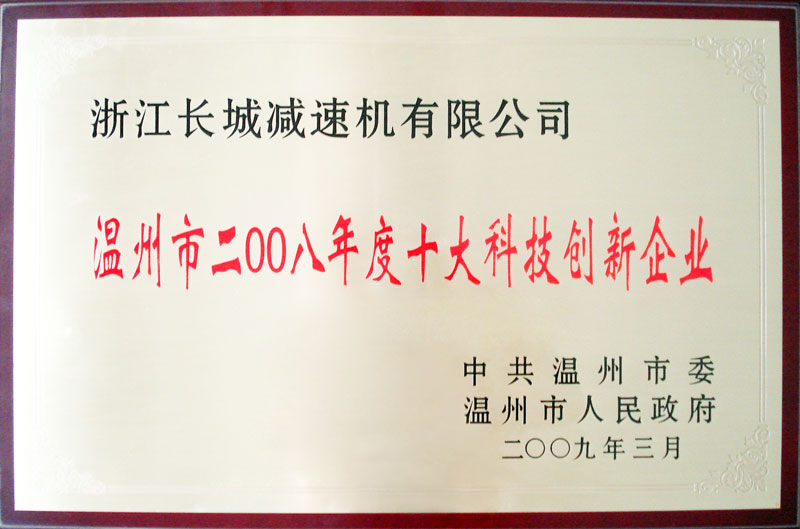 浙江长城减速机有限公司
温州市二00八年度十大科技创新企业
中共温州市委
温州市人民政府
二〇〇九年三月